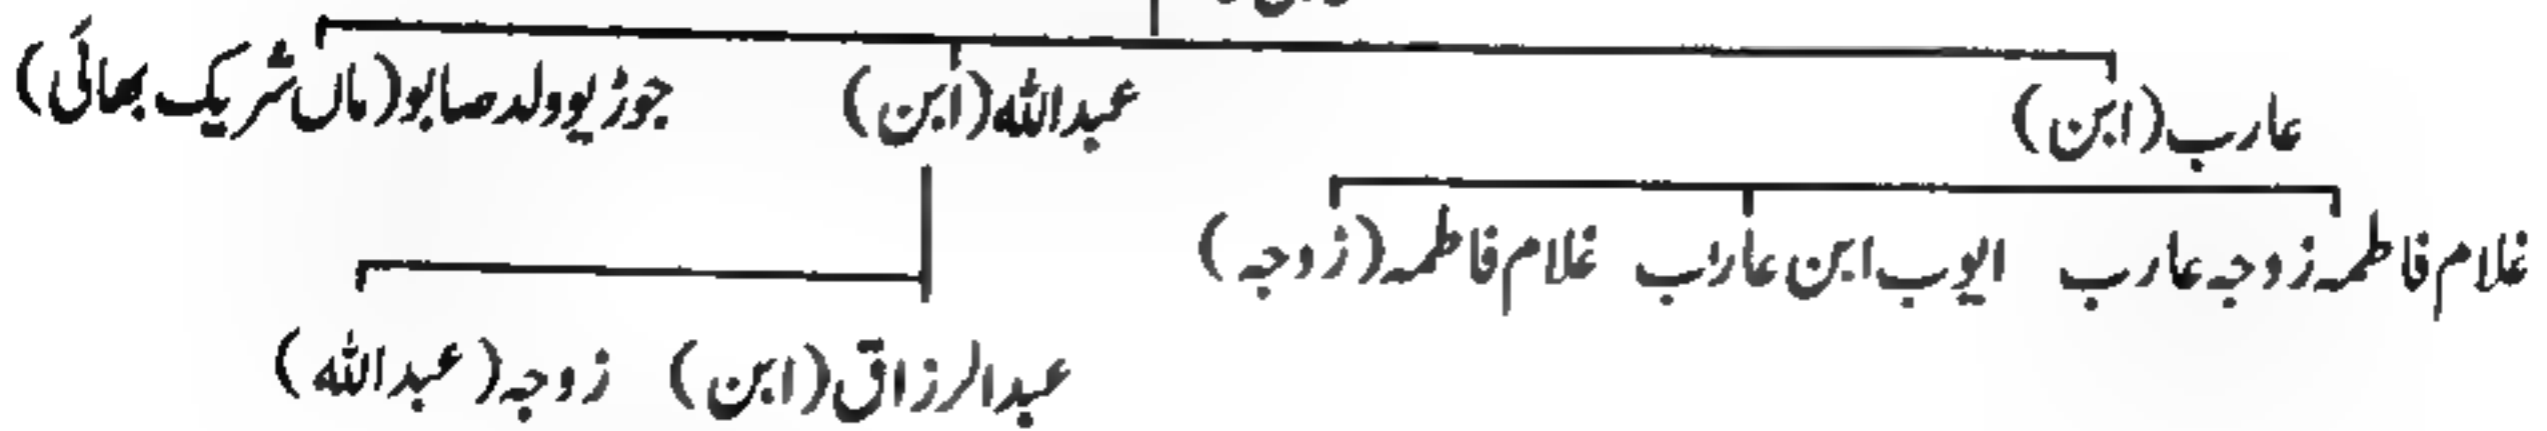 عارب (ابن) عبداللہ (ابن) جوڑیو ولد صابو (ماں شریک بھائی)
غلام فاطمہ زوجہ عارب ایوب ابن عارب غلام فاطمہ (زوجہ)
عبدالرزاق (ابن) زوجہ (عبداللہ)